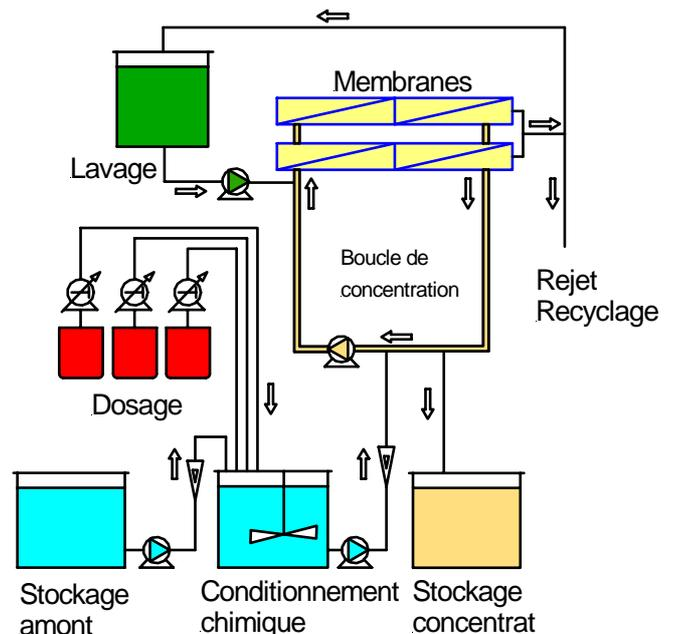 Membranes
Lavage
Boucle de
concentration
Rejet
Recyclage
Dosage
Stockage
amont
Conditionnement
chimique
Stockage
concentrat